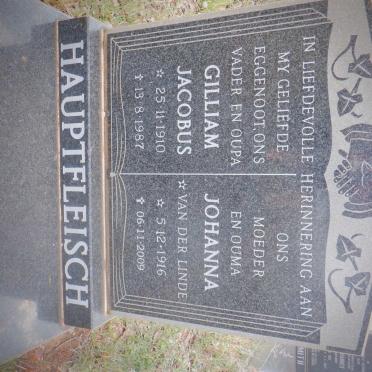 IN LIEFDEVOLLE HERINNERING AAN
MY GELIEFDE
EGGENOOT, ONS
VADER EN OUPA
GILLIAM
JACOBUS
☆ 25·11·1910
✞ 13·8·1987
ONS
MOEDER
EN OUMA
JOHANNA
☆ VAN DER LINDE
☆ 5·12·1916
✞ 06·11·2009
HAUPTFLEISCH